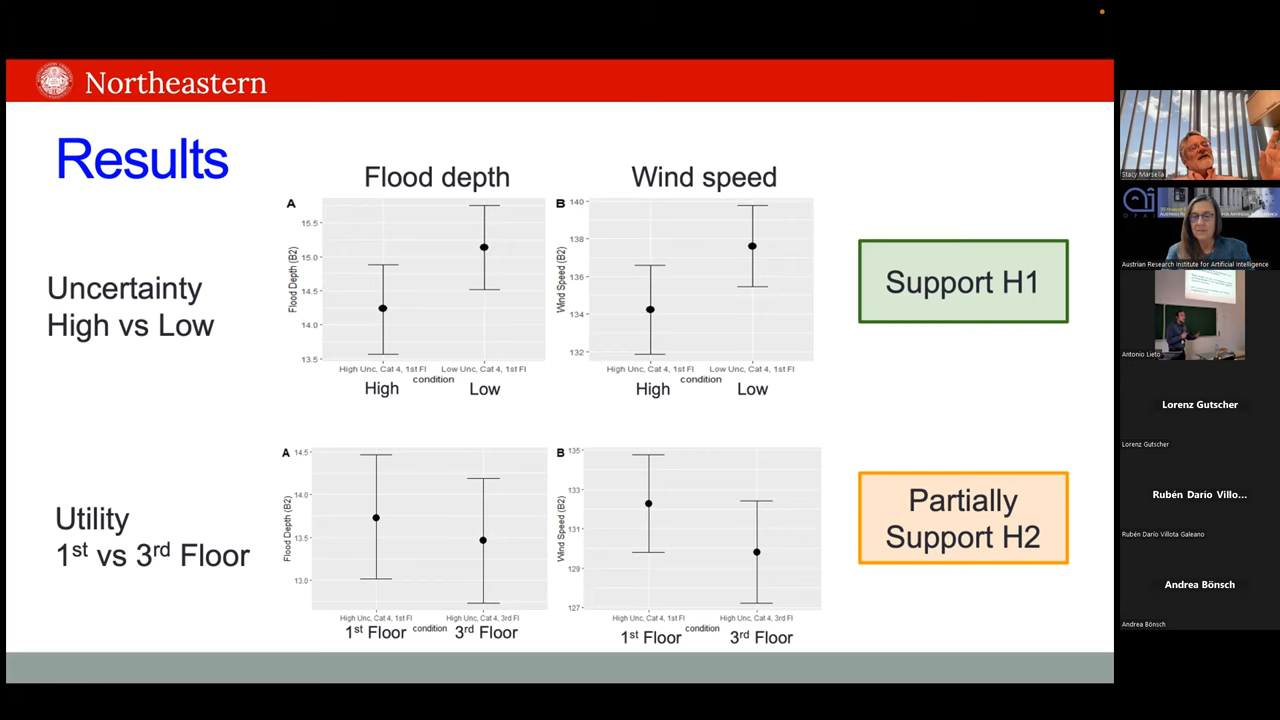 Northeastern
Results
Flood depth
Wind speed
Uncertainty
High vs Low
A
15.5
15.0
14.5
14.0
13.5
Flood Depth (B2)
High Unc, Cat 4, 1st Fl
Low Unc, Cat 4, 1st Fl
condition
High
Low
B
140
138
136
134
132
Wind Speed (B2)
High Unc, Cat 4, 1st Fl
Low Unc, Cat 4, 1st Fl
condition
High
Low
Support H1
Utility
1st vs 3rd Floor
A
14.5
14.0
13.5
13.0
Flood Depth (B2)
High Unc, Cat 4, 1st Fl
High Unc, Cat 4, 3rd Fl
condition
1st Floor
3rd Floor
B
135
133
131
129
127
Wind Speed (B2)
High Unc, Cat 4, 1st Fl
High Unc, Cat 4, 3rd Fl
condition
1st Floor
3rd Floor
Partially
Support H2
Stacy Marsella
Austrian Research Institute for Artificial Intelligence
Antonio Lieto
Lorenz Gutscher
Lorenz Gutscher
Rubén Darío Villo...
Rubén Darío Villota Galeano
Andrea Bönsch
Andrea Bönsch